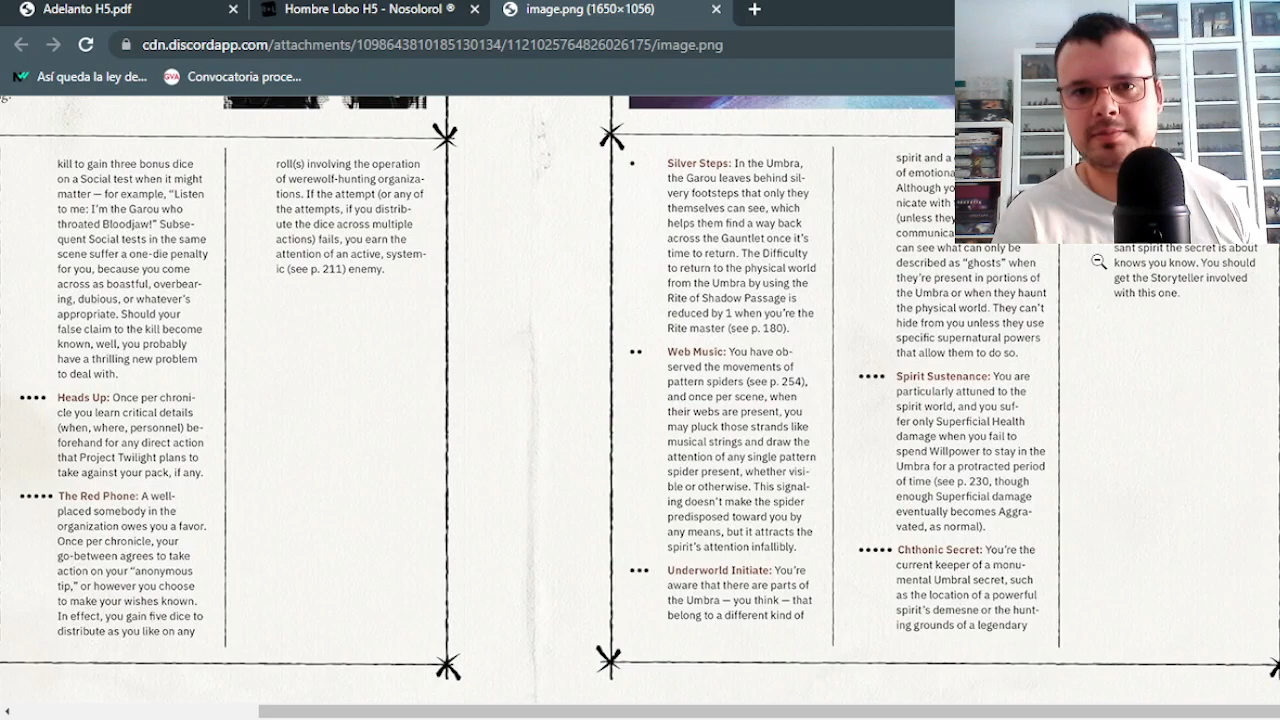 Adelanto H5.pdf
Hombre Lobo H5 - Nosolorol ®
image.png (1650×1056)
Así queda la ley de...
GVA
Convocatoria proce...
kill to gain three bonus dice
on a Social test when it might
matter — for example, “Listen
to me: I’m the Garou who
throated Bloodjaw!” Subse-
quent Social tests in the same
scene suffer a one-die penalty
for you, because you come
across as boastful, overbear-
ing, dubious, or whatever’s
appropriate. Should your
false claim to the kill become
known, well, you probably
have a thrilling new problem
to deal with.
•••• Heads Up: Once per chroni-
cle you learn critical details
(when, where, personnel) be-
forehand for any direct action
that Project Twilight plans to
take against your pack, if any.
••••• The Red Phone: A well-
placed somebody in the
organization owes you a favor.
Once per chronicle, your
go-between agrees to take
action on your “anonymous
tip,” or however you choose
to make your wishes known.
In effect, you gain five dice to
distribute as you like on any
roll(s) involving the operation
of werewolf-hunting organiza-
tions. If the attempt (or any of
the attempts, if you distrib-
ute the dice across multiple
actions) fails, you earn the
attention of an active, system-
ic (see p. 211) enemy.
• Silver Steps: In the Umbra,
the Garou leaves behind sil-
very footsteps that only they
themselves can see, which
helps them find a way back
across the Gauntlet once it’s
time to return. The Difficulty
to return to the physical world
from the Umbra by using the
Rite of Shadow Passage is
reduced by 1 when you’re the
Rite master (see p. 180).
•• Web Music: You have ob-
served the movements of
pattern spiders (see p. 254),
and once per scene, when
their webs are present, you
may pluck those strands like
musical strings and draw the
attention of any single pattern
spider present, whether visi-
ble or otherwise. This signal-
ing doesn’t make the spider
predisposed toward you by
any means, but it attracts the
spirit’s attention infallibly.
••• Underworld Initiate: You’re
aware that there are parts of
the Umbra — you think — that
belong to a different kind of
spirit and a
of emotiona
Although yo
nicate with
(unless they
communica
can see what can only be
described as “ghosts” when
they’re present in portions of
the Umbra or when they haunt
the physical world. They can’t
hide from you unless they use
specific supernatural powers
that allow them to do so.
•••• Spirit Sustenance: You are
particularly attuned to the
spirit world, and you suf-
fer only Superficial Health
damage when you fail to
spend Willpower to stay in the
Umbra for a protracted period
of time (see p. 230, though
enough Superficial damage
eventually becomes Aggra-
vated, as normal).
••••• Chthonic Secret: You’re the
current keeper of a monu-
mental Umbral secret, such
as the location of a powerful
spirit’s demesne or the hunt-
ing grounds of a legendary
sant spirit the secret is about
knows you know. You should
get the Storyteller involved
with this one.